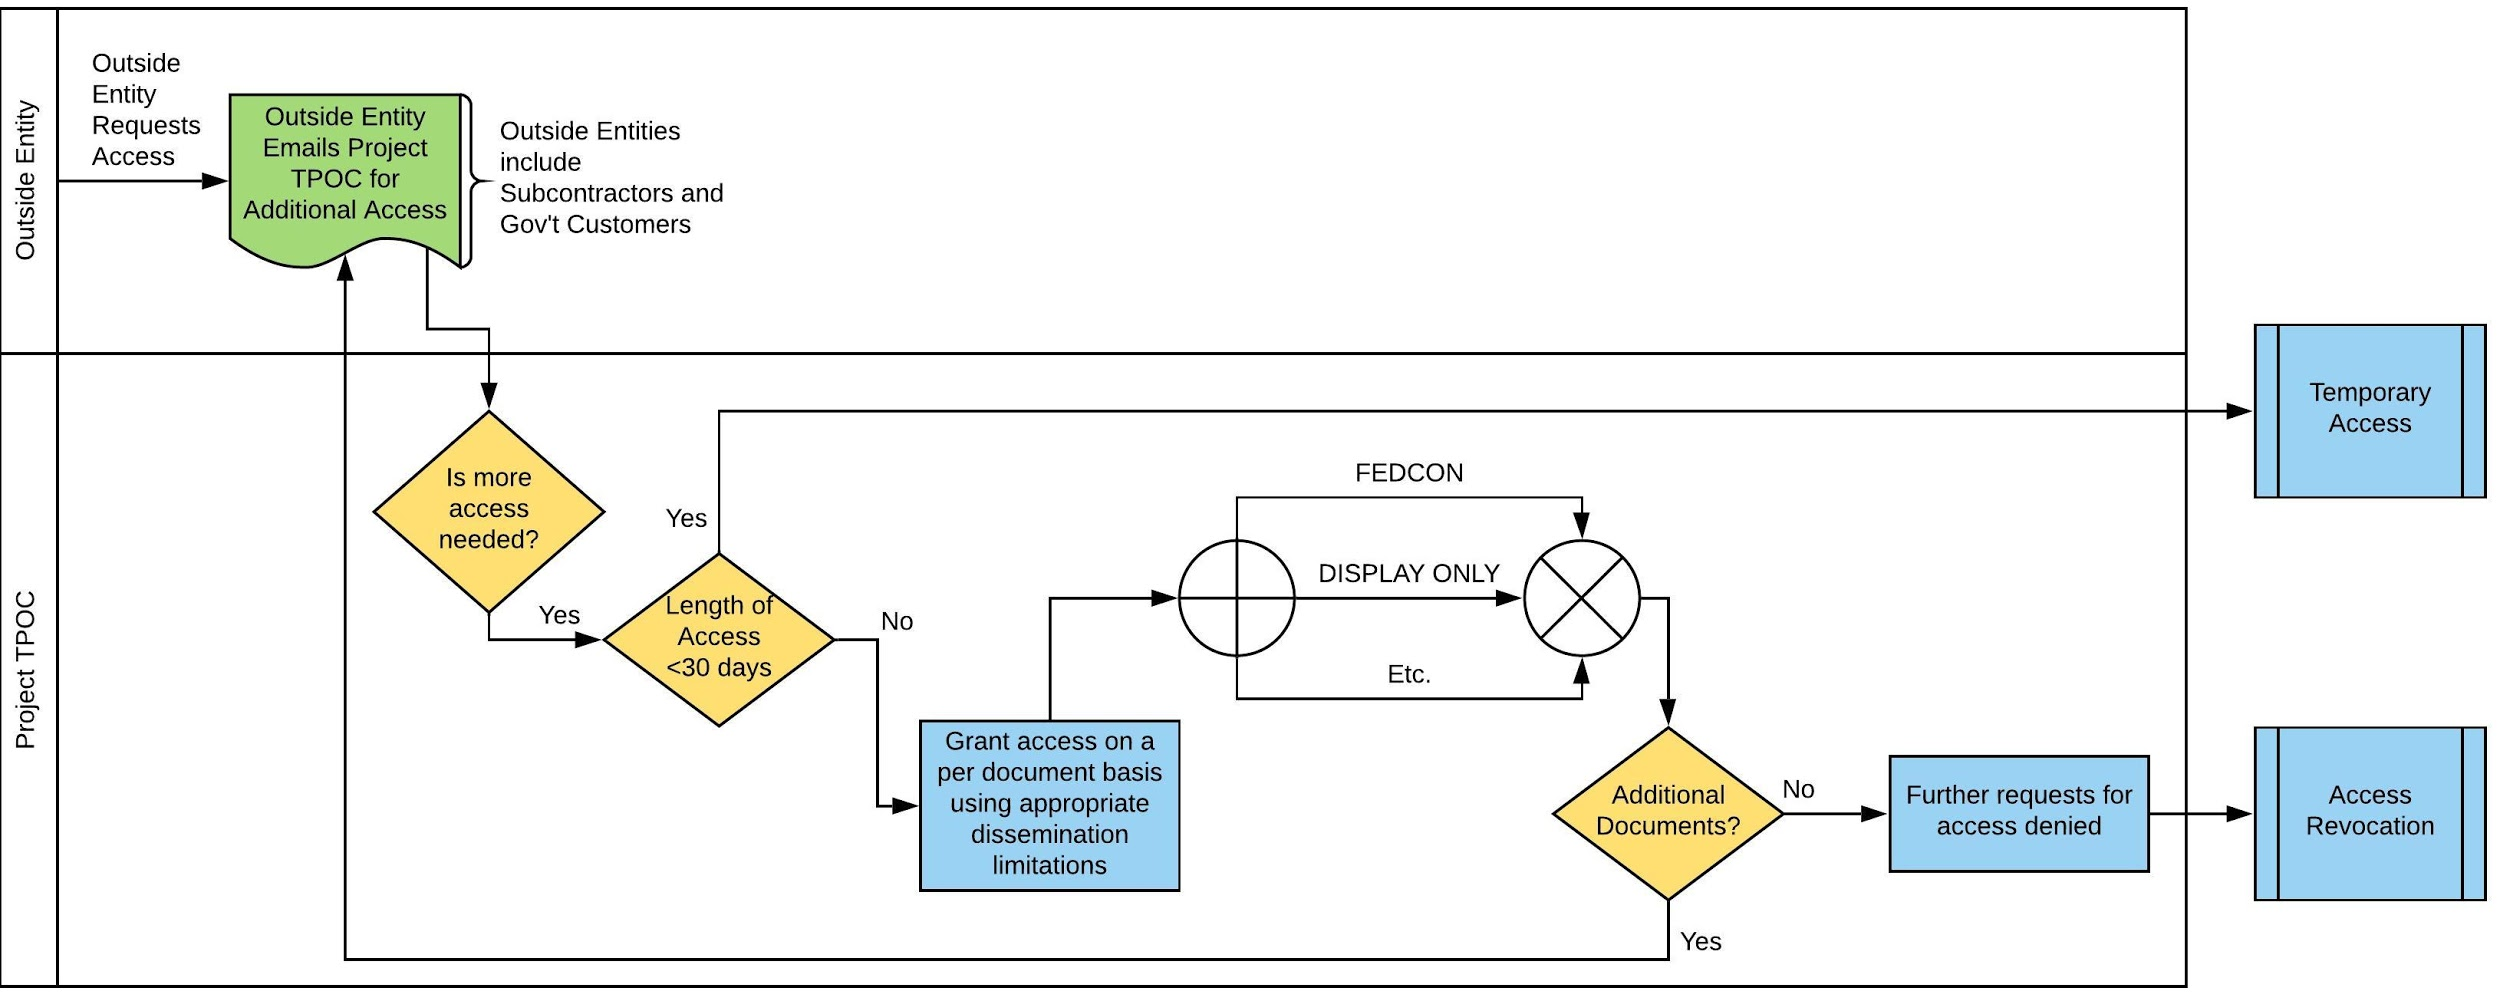 Outside Entity
Outside
Entity
Requests
Access
Outside Entity
Emails Project
TPOC for
Additional Access
Outside Entities
include
Subcontractors and
Gov't Customers
Temporary
Access
Project TPOC
Is more
access
needed?
Yes
Length of
Access
<30 days
Yes
No
Grant access on a
per document basis
using appropriate
dissemination
limitations
FEDCON
DISPLAY ONLY
Etc.
Additional
Documents?
No
Yes
Further requests for
access denied
Access
Revocation